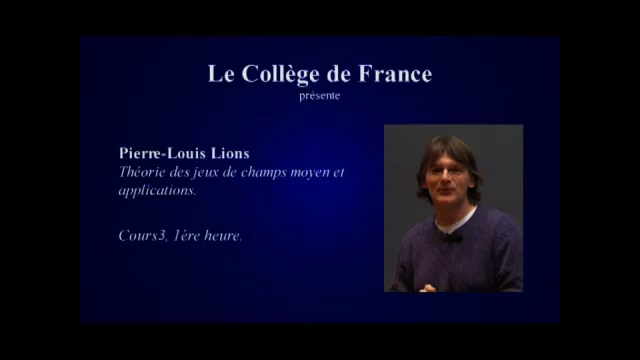 Le Collège de France
présente
Pierre-Louis Lions
Théorie des jeux de champs moyen et
applications.
Cours3, 1ère heure.